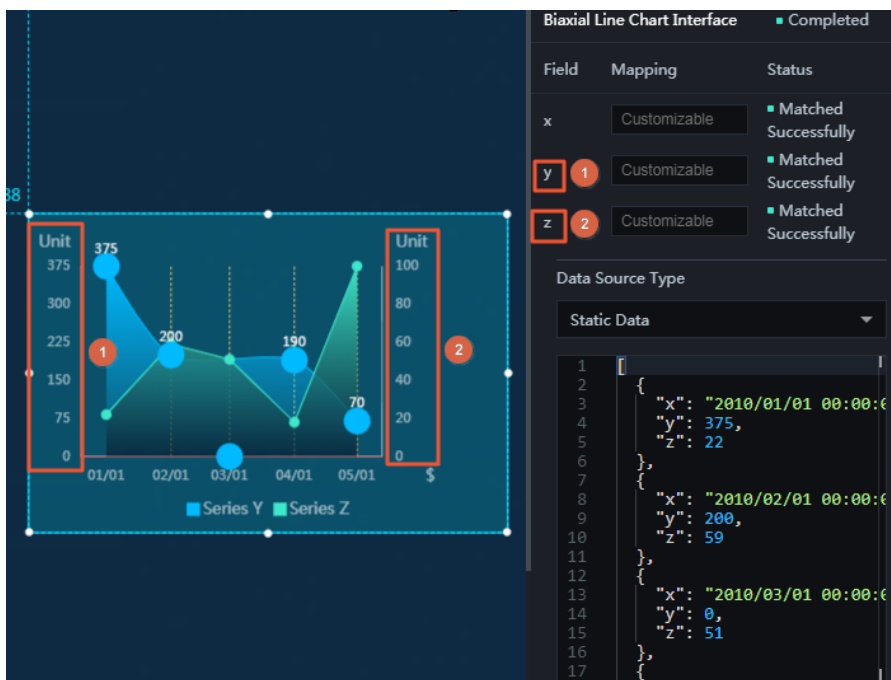 Biaxial Line Chart Interface
Completed
Field Mapping Status
x Customizable Matched Successfully
y 1 Customizable Matched Successfully
z 2 Customizable Matched Successfully
Data Source Type
Static Data
88
Unit Unit
375
375 100
300 80
225 200 190 60
1 2
150 70 40
75 20
0 0
01/01 02/01 03/01 04/01 05/01 $
Series Y Series Z
1 [
2 {
3 "x": "2010/01/01 00:00:0
4 "y": 375,
5 "z": 22
6 },
7 {
8 "x": "2010/02/01 00:00:0
9 "y": 200,
10 "z": 59
11 },
12 {
13 "x": "2010/03/01 00:00:0
14 "y": 0,
15 "z": 51
16 },
17 {